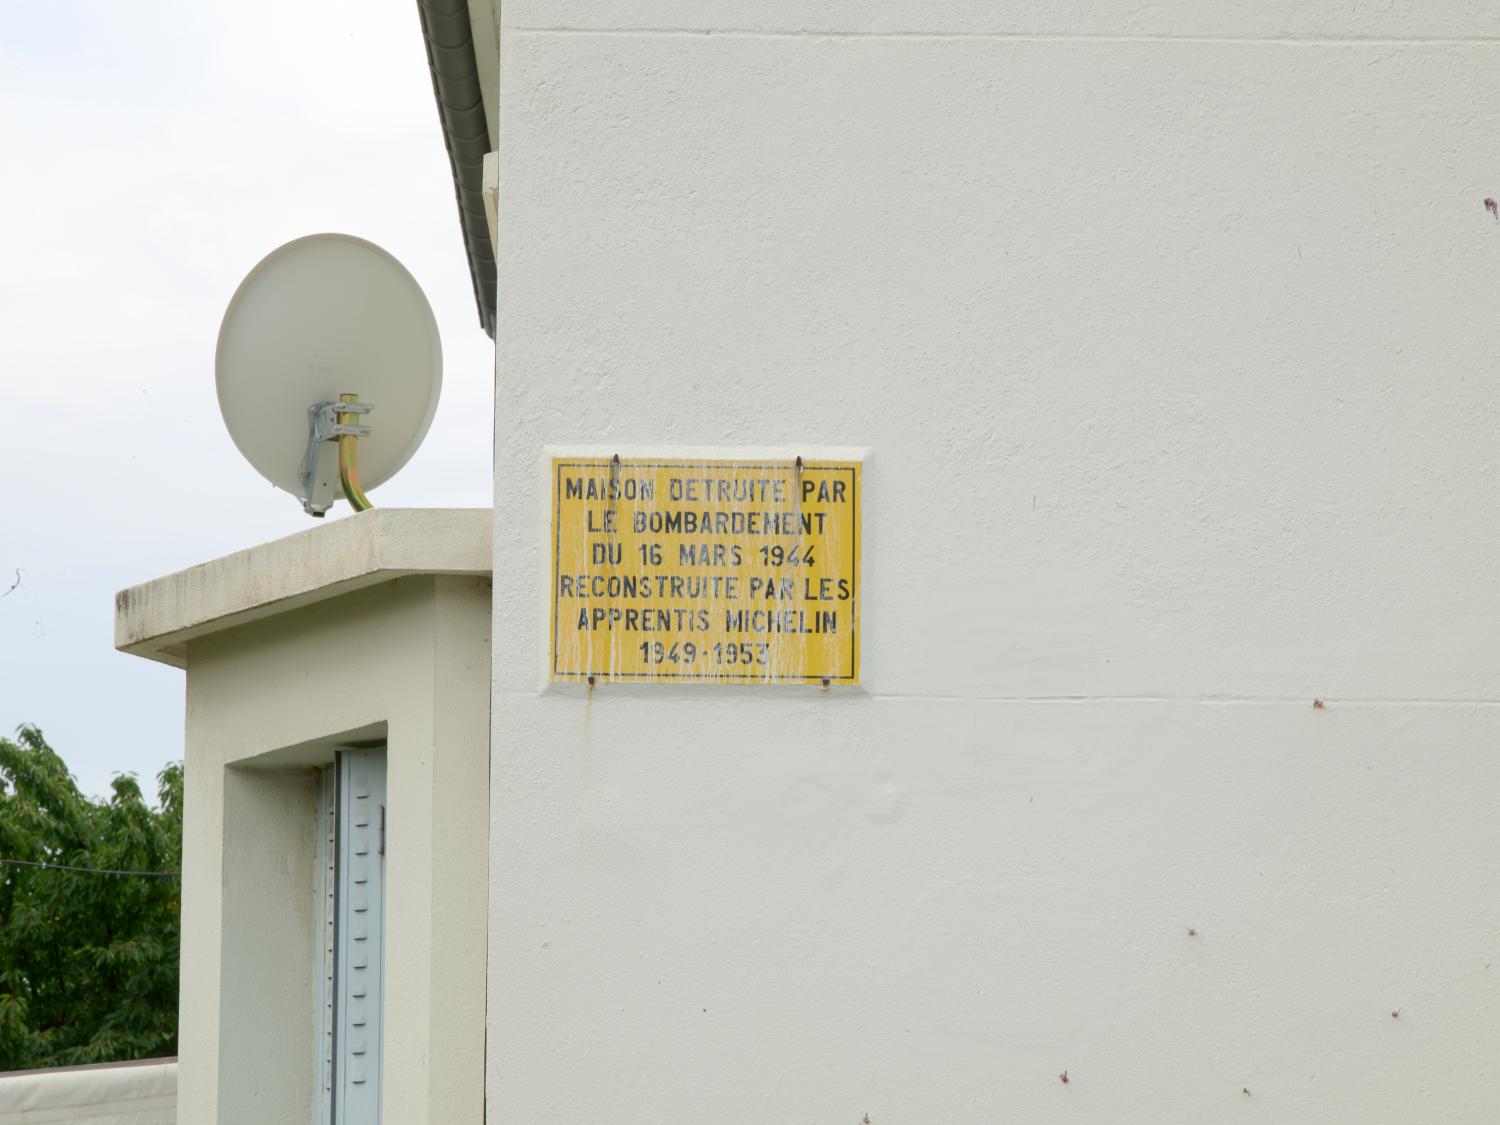 MAISON DETRUITE PAR
LE BOMBARDEMENT
DU 16 MARS 1944
RECONSTRUITE PAR LES
APPRENTIS MICHELIN
1949-1953